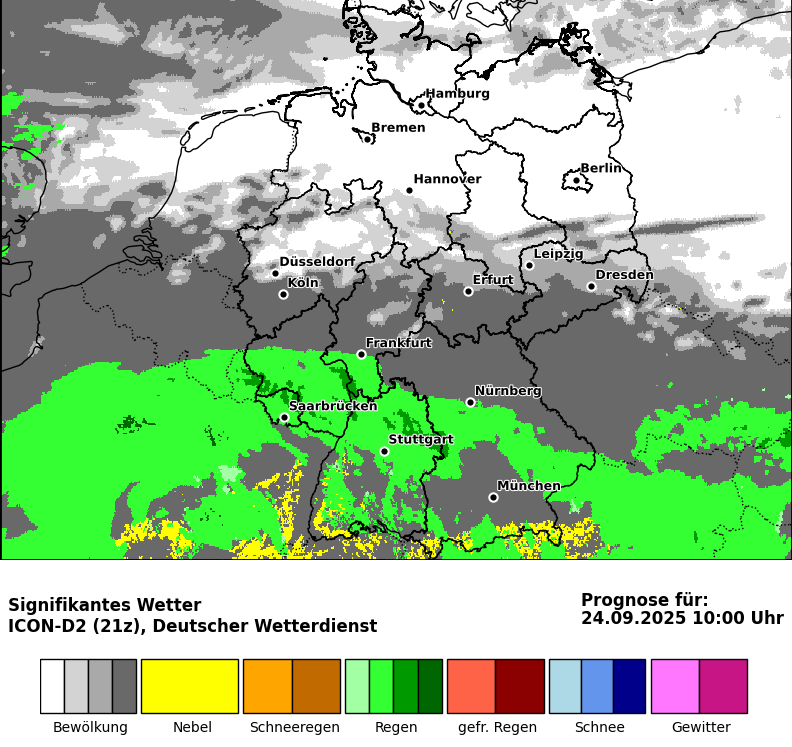 Hamburg
Bremen
Berlin
Hannover
Leipzig
Düsseldorf
Dresden
Erfurt
Köln
Frankfurt
Nürnberg
Saarbrücken
Stuttgart
München
Signifikantes Wetter
ICON-D2 (21z), Deutscher Wetterdienst
Prognose für:
24.09.2025 10:00 Uhr
Bewölkung Nebel Schneeregen Regen gefr. Regen Schnee Gewitter